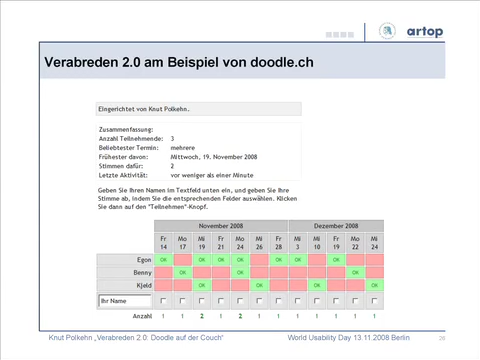 artop
Verabreden 2.0 am Beispiel von doodle.ch
Eingerichtet von Knut Polkehn.
Zusammenfassung:
Anzahl Teilnehmende: 3
Beliebtester Termin: mehrere
Frühester davon: Mittwoch, 19. November 2008
Stimmen dafür: 2
Letzte Aktivität: vor weniger als einer Minute
Geben Sie Ihren Namen im Textfeld unten ein, und geben Sie Ihre
Stimme ab, indem Sie die entsprechenden Felder auswählen. Klicken
Sie dann auf den "Teilnehmen"-Knopf.
November 2008 Dezember 2008
Fr Mo Mi Fr Mo Mi Fr Mi Mi Fr Mo Mi
14 17 19 21 24 26 28 3 10 19 22 24
Egon OK OK OK OK OK OK OK
Benny OK OK OK
Kjeld OK OK OK OK
Ihr Name
Anzahl 1 1 2 1 2 1 1 1 1 1 1 1
Knut Polkehn „Verabreden 2.0: Doodle auf der Couch“ World Usability Day 13.11.2008 Berlin 26